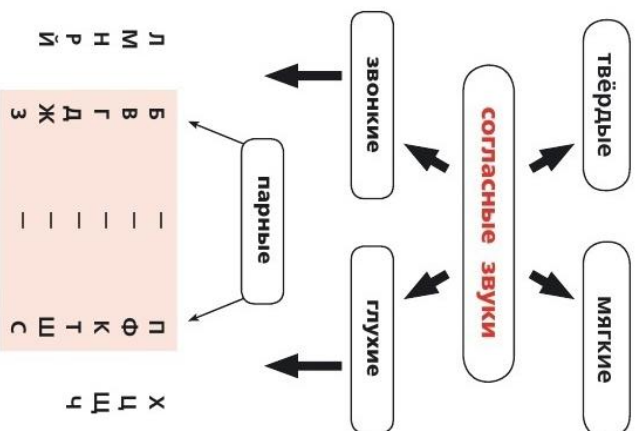 твёрдые мягкие
согласные звуки
звонкие глухие
парные
Л Б – П Х
М В – Ф Ц
Н Г – К Щ
Р Д – Т Ч
Й Ж – Ш
З – С